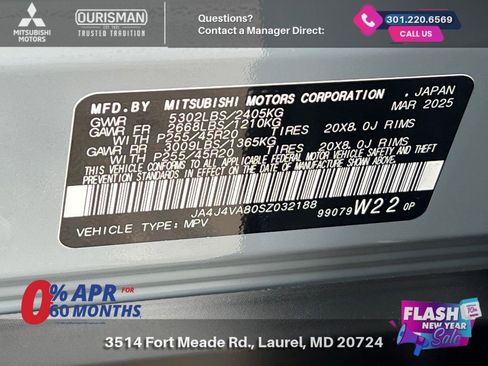 MITSUBISHI MOTORS
OURISMAN
EST. 1921
TRUSTED TRADITION
Questions?
Contact a Manager Direct:
301.220.6569
CALL US
MFD.BY MITSUBISHI MOTORS CORPORATION, JAPAN
GVWR 5302LBS/2405KG MAR 2025
GAWR FR 2668LBS/1210KG
WITH P255/45R20 TIRES 20X8.0J RIMS
GAWR RR 3009LBS/1365KG
WITH P255/45R20 TIRES 20X8.0J RIMS
THIS VEHICLE CONFORMS TO ALL APPLICABLE FEDERAL MOTOR VEHICLE SAFETY AND THEFT
PREVENTION STANDARDS IN EFFECT ON THE DATE OF MANUFACTURE SHOWN ABOVE.
JA4J4VA80SZ032188
VEHICLE TYPE: MPV 99079 W22 0P
0% APR
FOR 60 MONTHS
FLASH
NEW YEAR
Sale
3514 Fort Meade Rd., Laurel, MD 20724